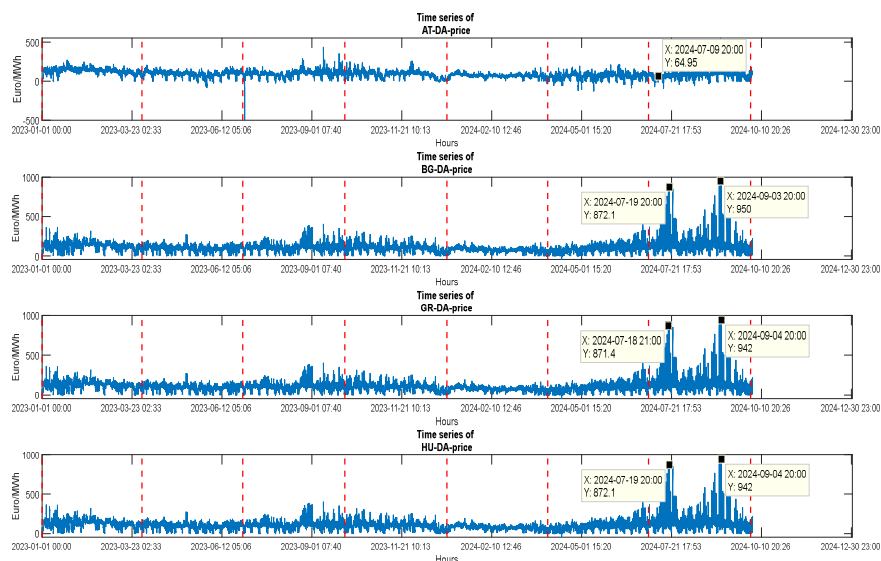 Time series of
AT-DA-price
500
0
-500
Euro/MWh
X: 2024-07-09 20:00
Y: 64.95
2023-01-01 00:00 2023-03-23 02:33 2023-06-12 05:06 2023-09-01 07:40 2023-11-21 10:13 2024-02-10 12:46 2024-05-01 15:20 2024-07-21 17:53 2024-10-10 20:26 2024-12-30 23:00
Hours
Time series of
BG-DA-price
1000
500
0
Euro/MWh
X: 2024-07-19 20:00
Y: 872.1
X: 2024-09-03 20:00
Y: 950
2023-01-01 00:00 2023-03-23 02:33 2023-06-12 05:06 2023-09-01 07:40 2023-11-21 10:13 2024-02-10 12:46 2024-05-01 15:20 2024-07-21 17:53 2024-10-10 20:26 2024-12-30 23:00
Hours
Time series of
GR-DA-price
1000
500
0
Euro/MWh
X: 2024-07-18 21:00
Y: 871.4
X: 2024-09-04 20:00
Y: 942
2023-01-01 00:00 2023-03-23 02:33 2023-06-12 05:06 2023-09-01 07:40 2023-11-21 10:13 2024-02-10 12:46 2024-05-01 15:20 2024-07-21 17:53 2024-10-10 20:26 2024-12-30 23:00
Hours
Time series of
HU-DA-price
1000
500
0
Euro/MWh
X: 2024-07-19 20:00
Y: 872.1
X: 2024-09-04 20:00
Y: 942
2023-01-01 00:00 2023-03-23 02:33 2023-06-12 05:06 2023-09-01 07:40 2023-11-21 10:13 2024-02-10 12:46 2024-05-01 15:20 2024-07-21 17:53 2024-10-10 20:26 2024-12-30 23:00
Hours